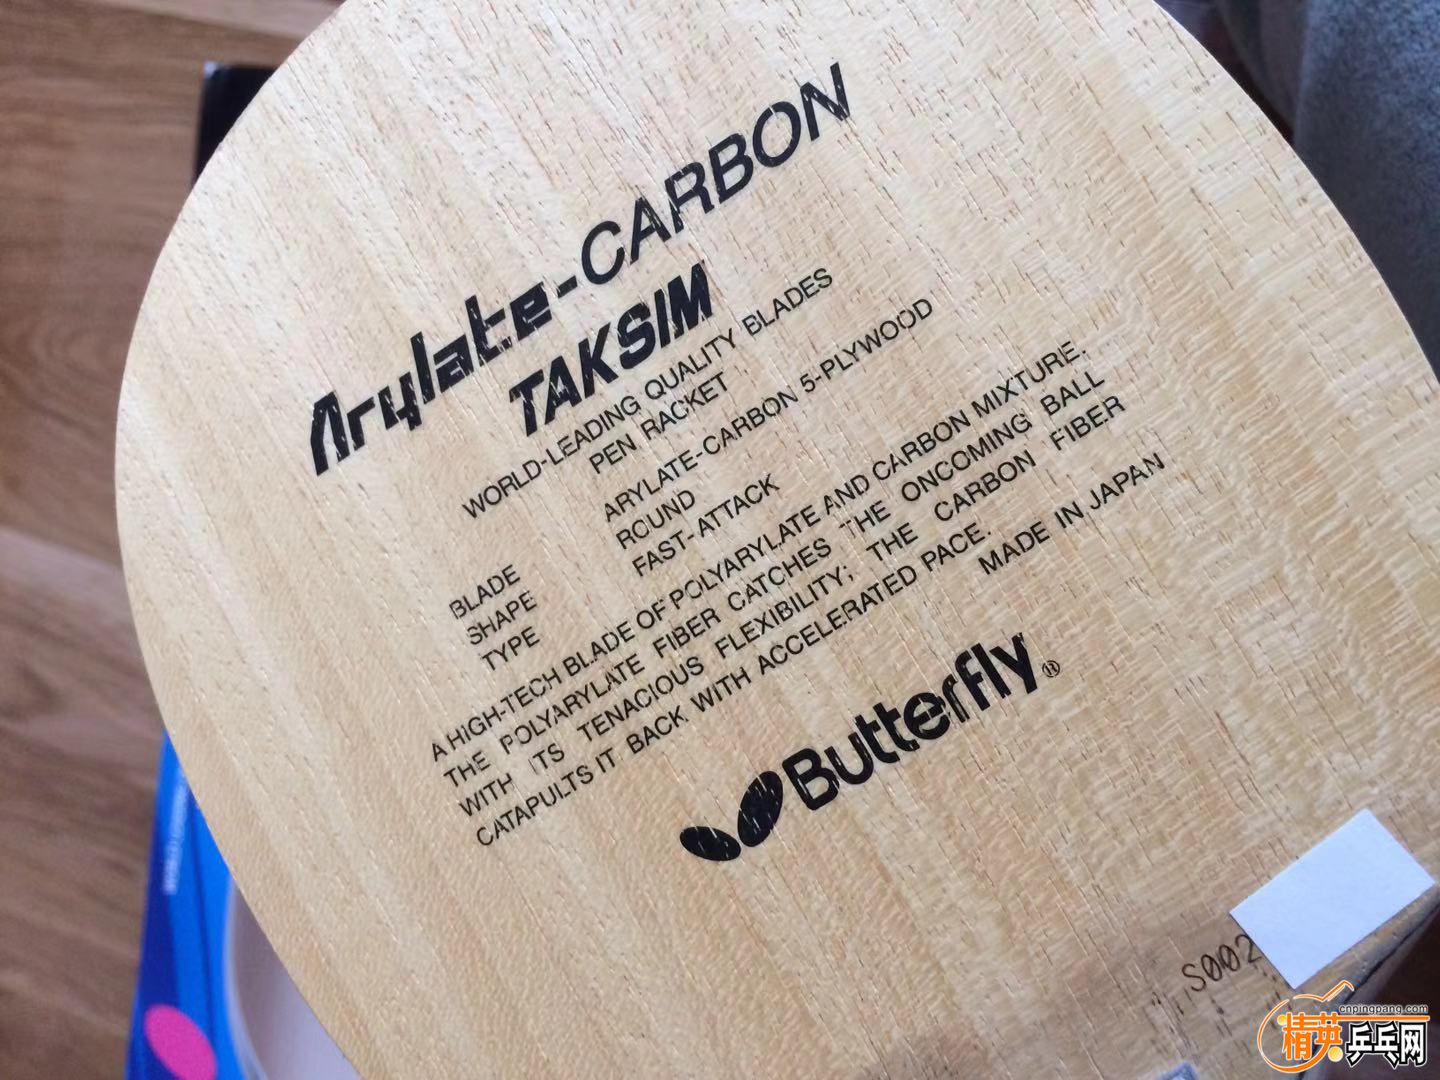 Arylate-CARBON
TAKSIM
WORLD-LEADING QUALITY BLADES
PEN RACKET
BLADE ARYLATE-CARBON 5-PLYWOOD
SHAPE ROUND
TYPE FAST-ATTACK
A HIGH-TECH BLADE OF POLYARYLATE AND CARBON MIXTURE.
THE POLYARYLATE FIBER CATCHES THE ONCOMING BALL
WITH ITS TENACIOUS FLEXIBILITY; THE CARBON FIBER
CATAPULTS IT BACK WITH ACCELERATED PACE.
MADE IN JAPAN
Butterfly®
S002
cnpingpang.com
精英乒乓网